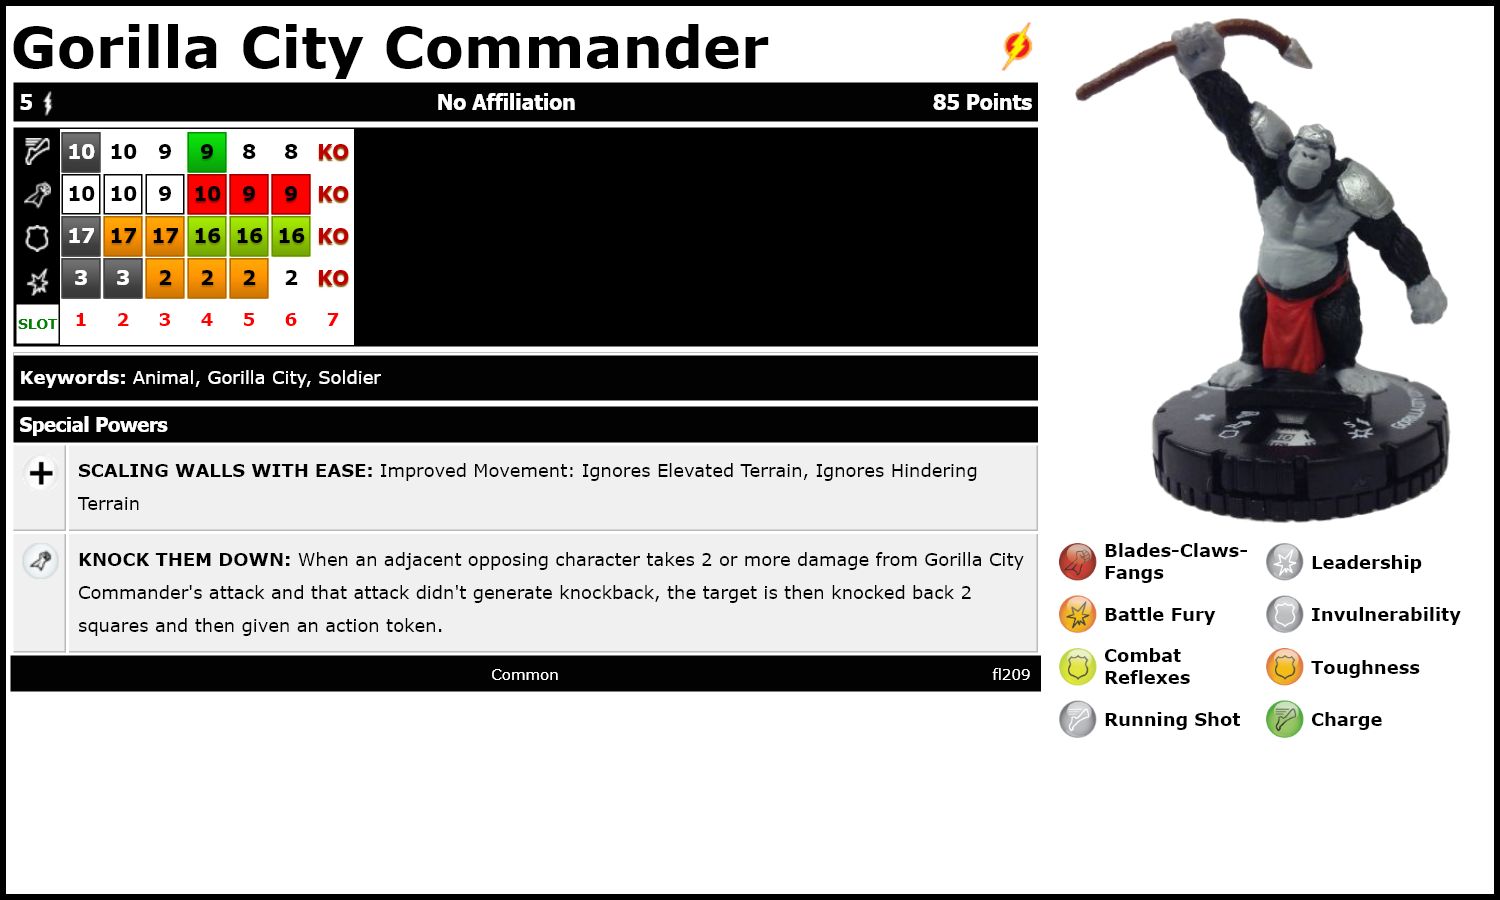 Gorilla City Commander
5 No Affiliation 85 Points
10 10 9 9 8 8 KO
10 10 9 10 9 9 KO
17 17 17 16 16 16 KO
3 3 2 2 2 2 KO
SLOT 1 2 3 4 5 6 7
Keywords: Animal, Gorilla City, Soldier
Special Powers
SCALING WALLS WITH EASE: Improved Movement: Ignores Elevated Terrain, Ignores Hindering
Terrain
KNOCK THEM DOWN: When an adjacent opposing character takes 2 or more damage from Gorilla City
Commander's attack and that attack didn't generate knockback, the target is then knocked back 2
squares and then given an action token.
Common fl209
Blades-Claws-
Fangs
Leadership
Battle Fury
Invulnerability
Combat
Reflexes
Toughness
Running Shot
Charge